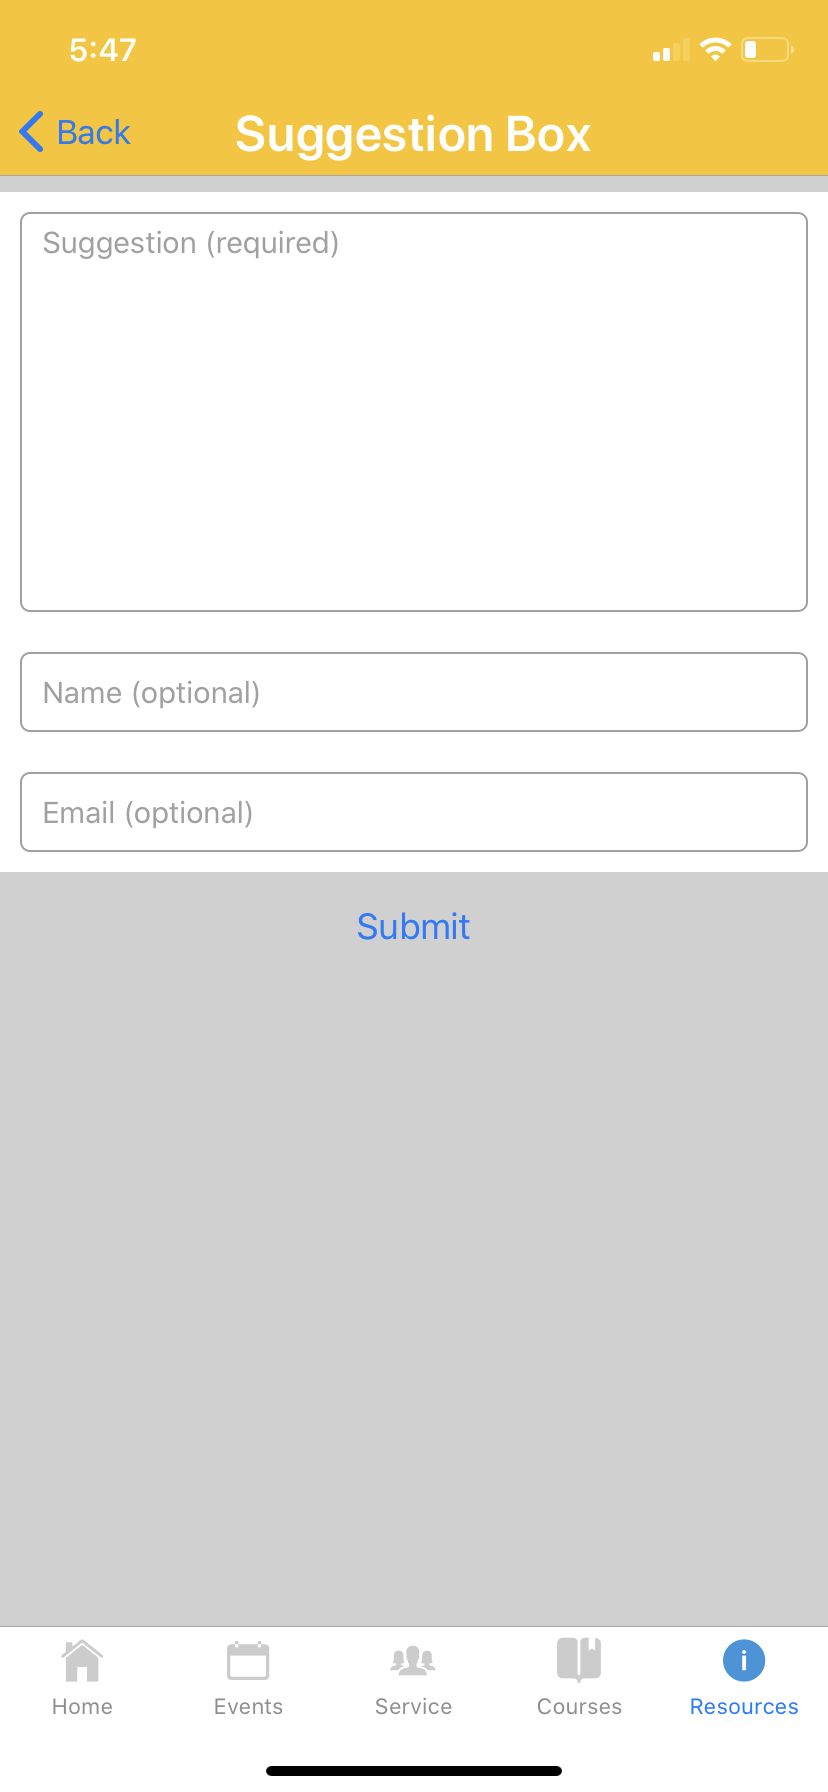 5:47
Back
Suggestion Box
Suggestion (required)
Name (optional)
Email (optional)
Submit
Home
Events
Service
Courses
Resources